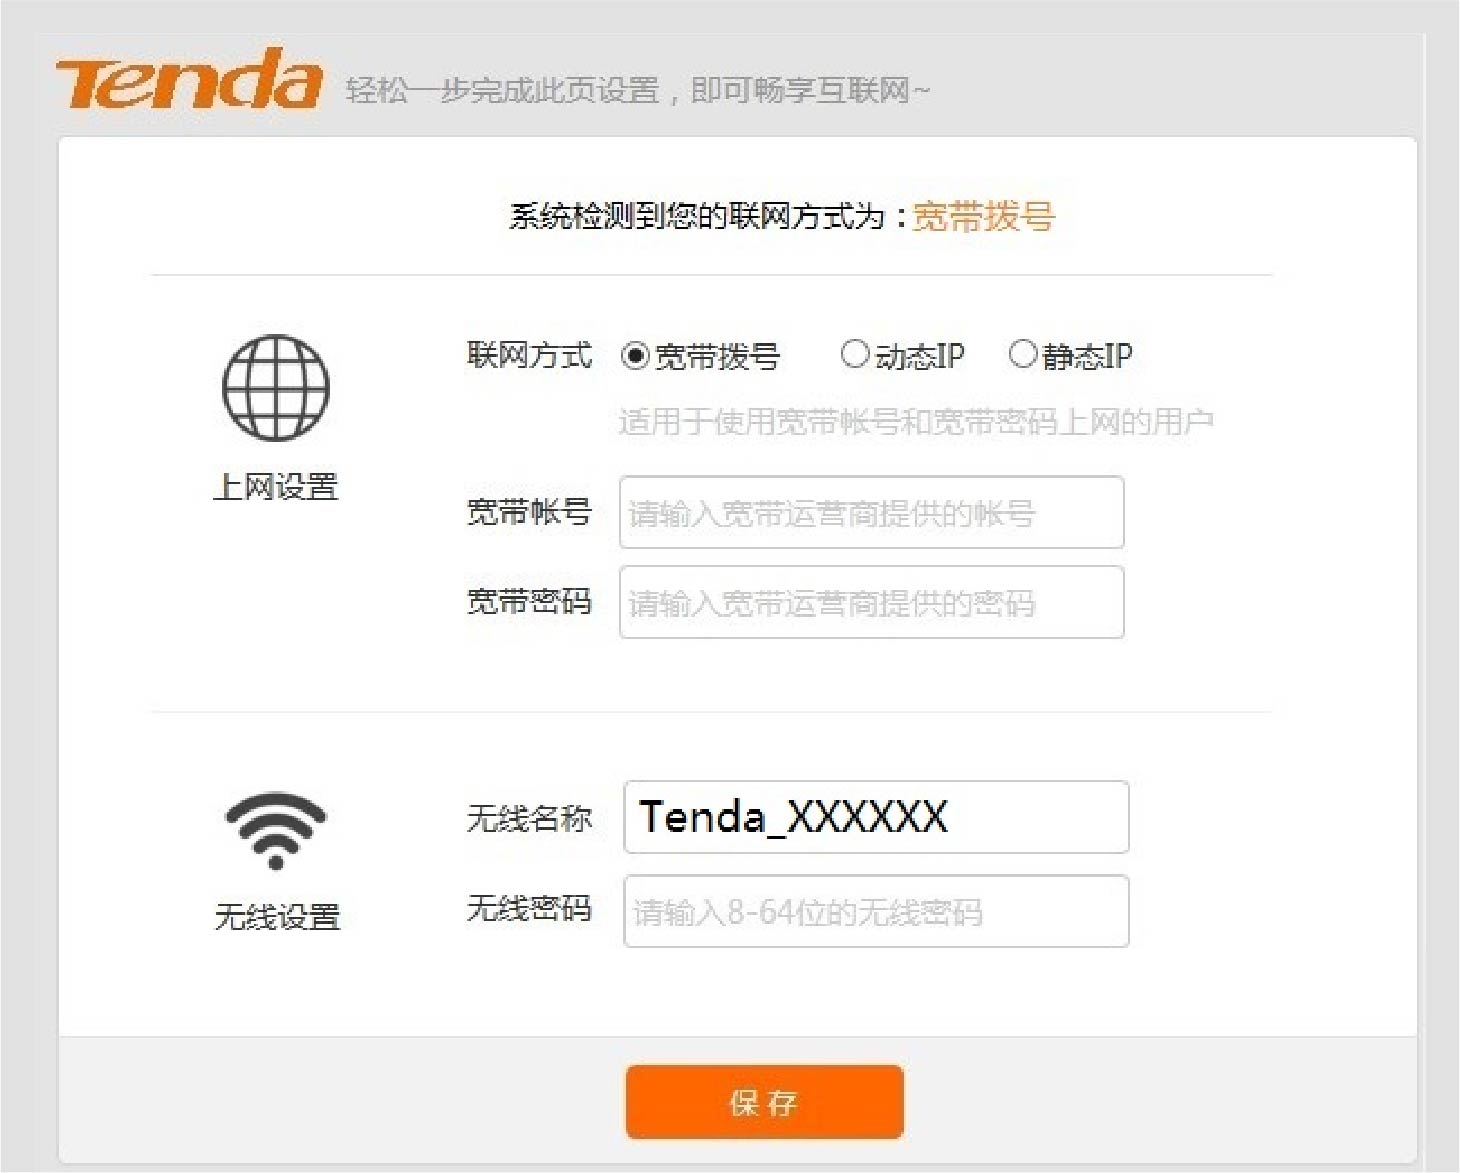 Tenda 轻松一步完成此页设置，即可畅享互联网~
系统检测到您的联网方式为：宽带拨号
联网方式 宽带拨号 动态IP 静态IP
适用于使用宽带帐号和宽带密码上网的用户
上网设置
宽带帐号 请输入宽带运营商提供的帐号
宽带密码 请输入宽带运营商提供的密码
无线名称 Tenda_XXXXXX
无线设置
无线密码 请输入8-64位的无线密码
保存